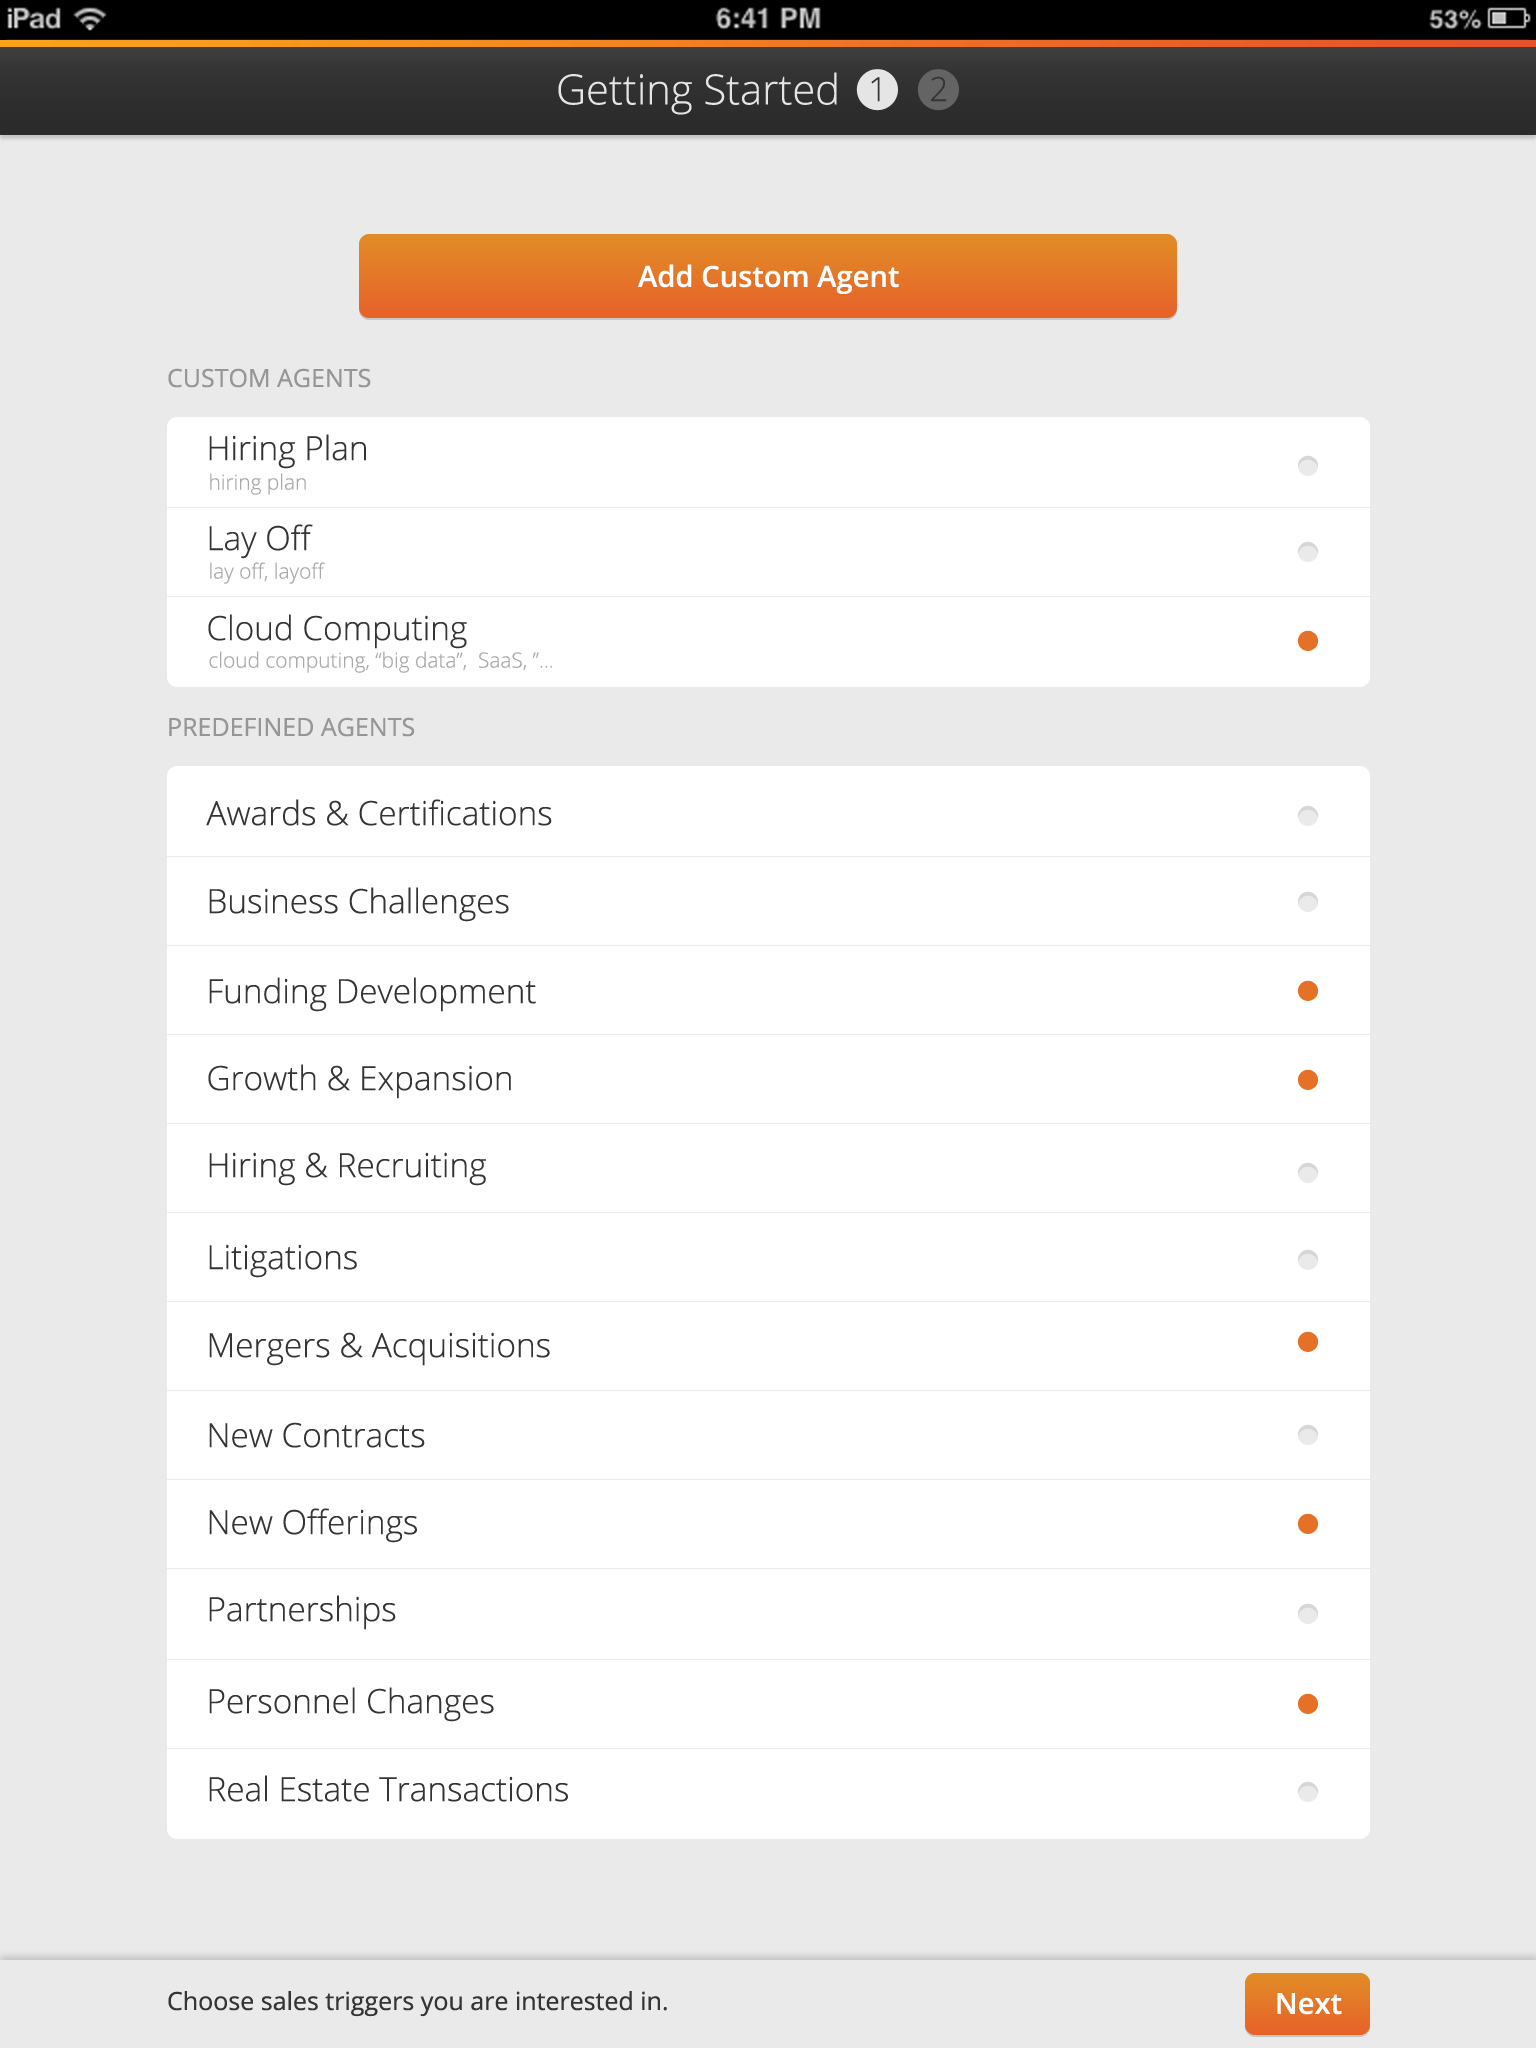 iPad 6:41 PM 53%
Getting Started 1 2
Add Custom Agent
CUSTOM AGENTS
Hiring Plan
hiring plan
Lay Off
lay off, layoff
Cloud Computing
cloud computing, “big data”, SaaS, ”...
PREDEFINED AGENTS
Awards & Certifications
Business Challenges
Funding Development
Growth & Expansion
Hiring & Recruiting
Litigations
Mergers & Acquisitions
New Contracts
New Offerings
Partnerships
Personnel Changes
Real Estate Transactions
Choose sales triggers you are interested in.
Next